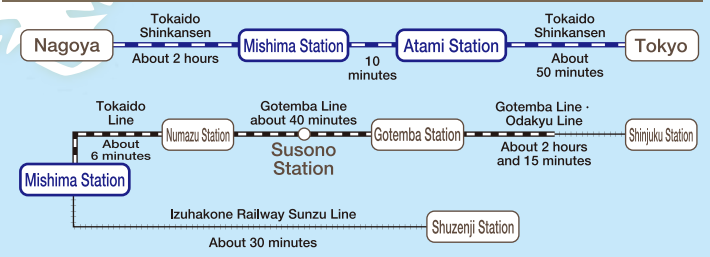 Tokaido
Shinkansen
Tokaido
Shinkansen
Nagoya
Mishima Station
Atami Station
Tokyo
About 2 hours
10
minutes
About
50 minutes
Tokaido
Line
Gotemba Line
about 40 minutes
Gotemba Line ·
Odakyu Line
Numazu Station
Gotemba Station
Shinjuku Station
About
6 minutes
Susono
Station
About 2 hours
and 15 minutes
Mishima Station
Izuhakone Railway Sunzu Line
Shuzenji Station
About 30 minutes